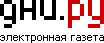 дни.ру
электронная газета